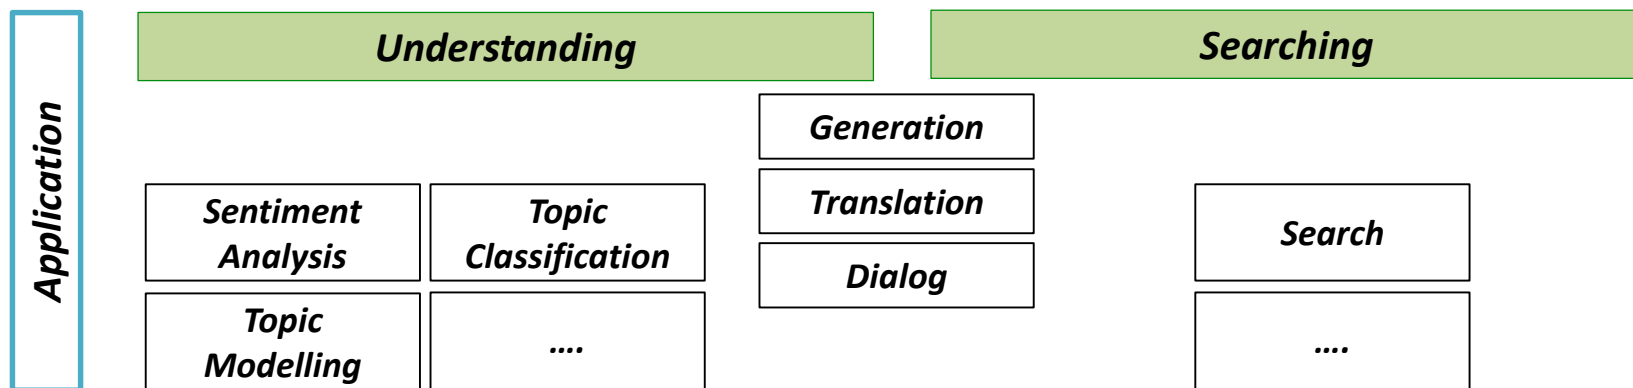 Application
Understanding
Searching
Generation
Translation
Dialog
Sentiment
Analysis
Topic
Classification
Topic
Modelling
....
Search
....